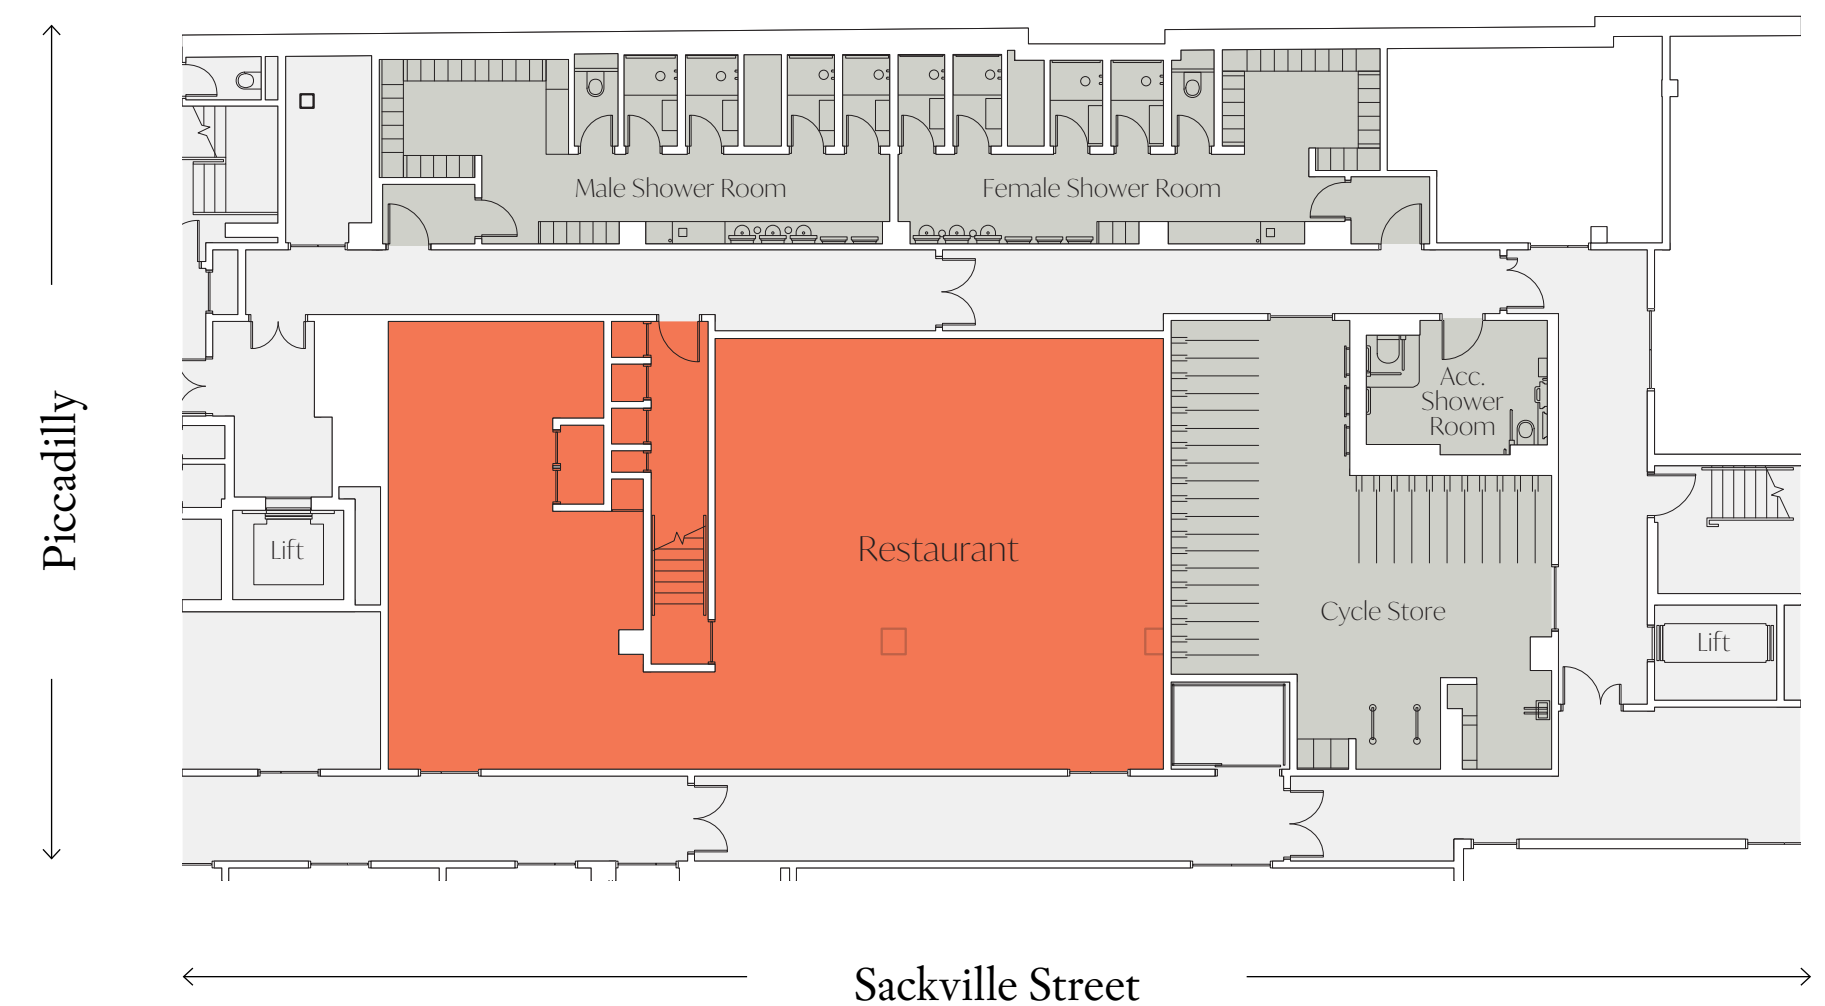 Male Shower Room
Female Shower Room
Acc.
Shower
Room
Piccadilly
Lift
Restaurant
Cycle Store
Lift
Sackville Street